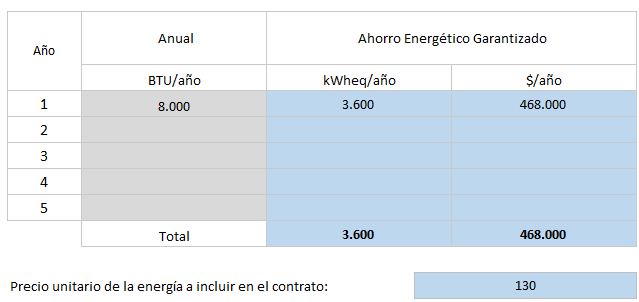 Año Anual Ahorro Energético Garantizado
BTU/año kWheq/año $/año
1 8.000 3.600 468.000
2
3
4
5
Total 3.600 468.000
Precio unitario de la energía a incluir en el contrato: 130